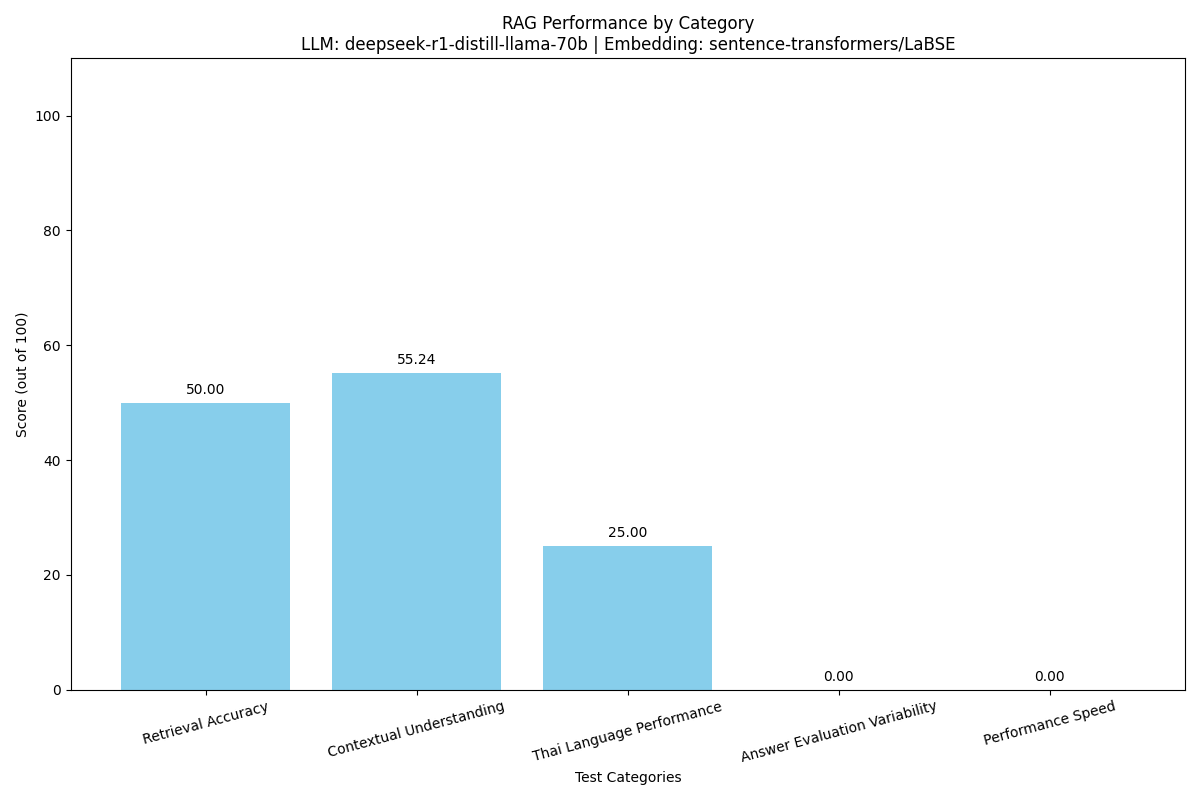 RAG Performance by Category
LLM: deepseek-r1-distill-llama-70b | Embedding: sentence-transformers/LaBSE
Score (out of 100)
100
80
60
40
20
0
50.00
55.24
25.00
0.00
0.00
Retrieval Accuracy
Contextual Understanding
Thai Language Performance
Answer Evaluation Variability
Performance Speed
Test Categories